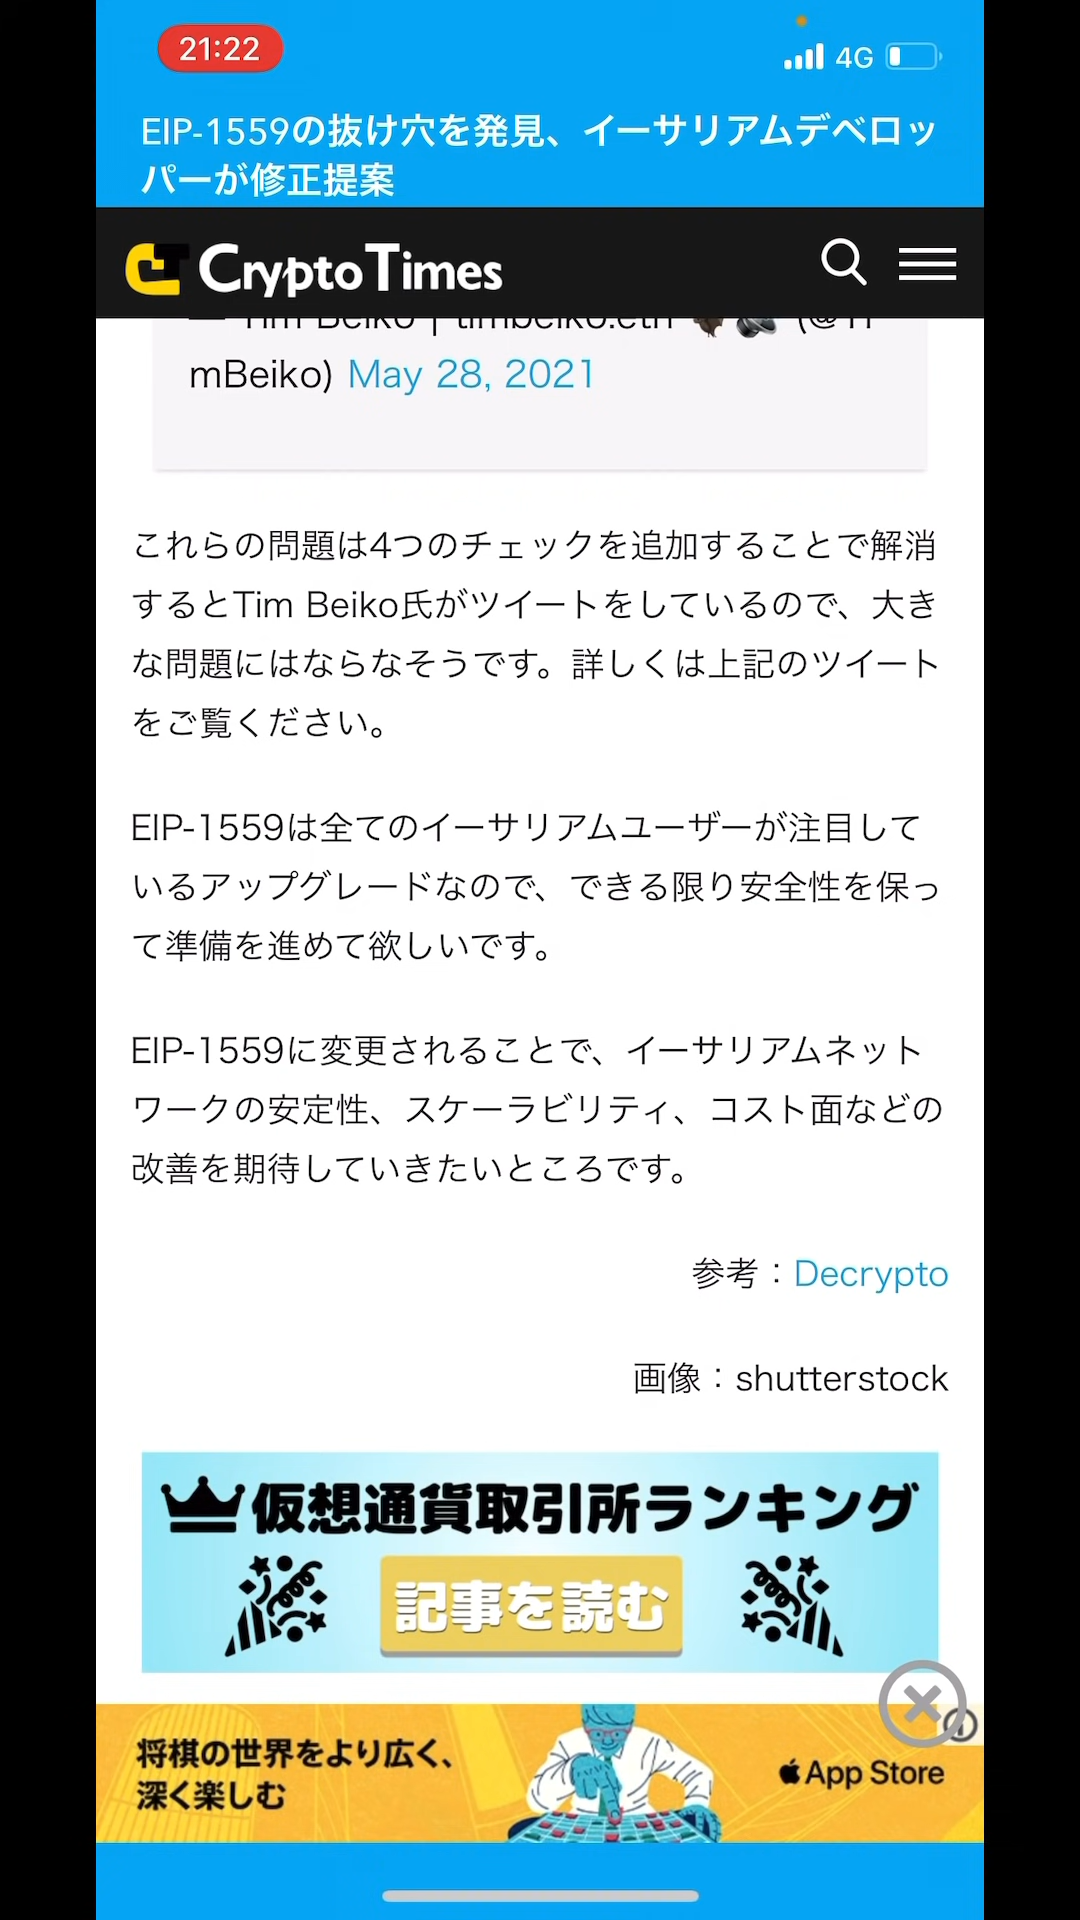 21:22
4G
EIP-1559の抜け穴を発見、イーサリアムデベロッ
パーが修正提案
CryptoTimes
— Tim Beiko | timbeiko.eth (@Ti
mBeiko) May 28, 2021
これらの問題は4つのチェックを追加することで解消
するとTim Beiko氏がツイートをしているので、大き
な問題にはならなそうです。詳しくは上記のツイート
をご覧ください。
EIP-1559は全てのイーサリアムユーザーが注目して
いるアップグレードなので、できる限り安全性を保っ
て準備を進めて欲しいです。
EIP-1559に変更されることで、イーサリアムネット
ワークの安定性、スケーラビリティ、コスト面などの
改善を期待していきたいところです。
参考：Decrypto
画像：shutterstock
仮想通貨取引所ランキング
記事を読む
将棋の世界をより広く、
深く楽しむ
App Store